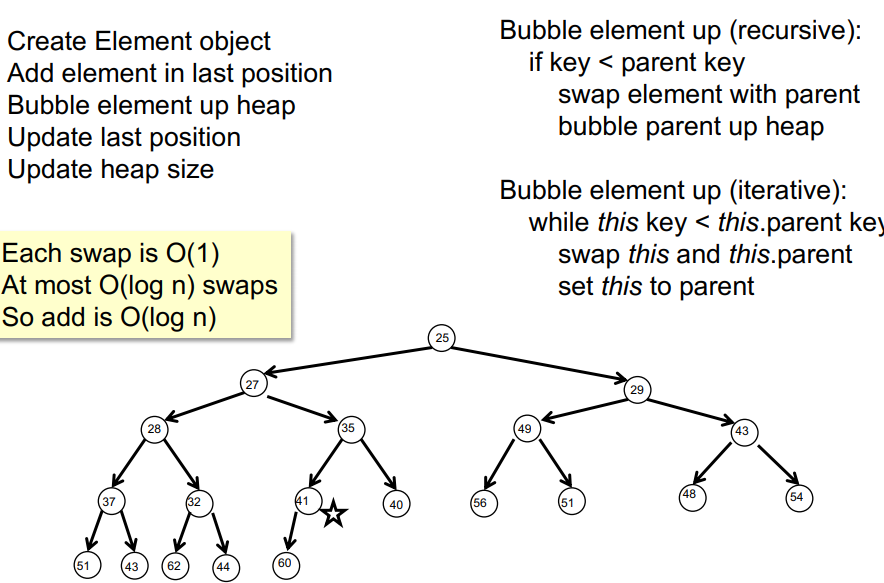 Create Element object
Add element in last position
Bubble element up heap
Update last position
Update heap size
Each swap is O(1)
At most O(log n) swaps
So add is O(log n)
Bubble element up (recursive):
if key < parent key
swap element with parent
bubble parent up heap
Bubble element up (iterative):
while this key < this.parent key
swap this and this.parent
set this to parent
25
27
29
28
35
49
43
37
32
41
40
56
51
48
54
51
43
62
44
60